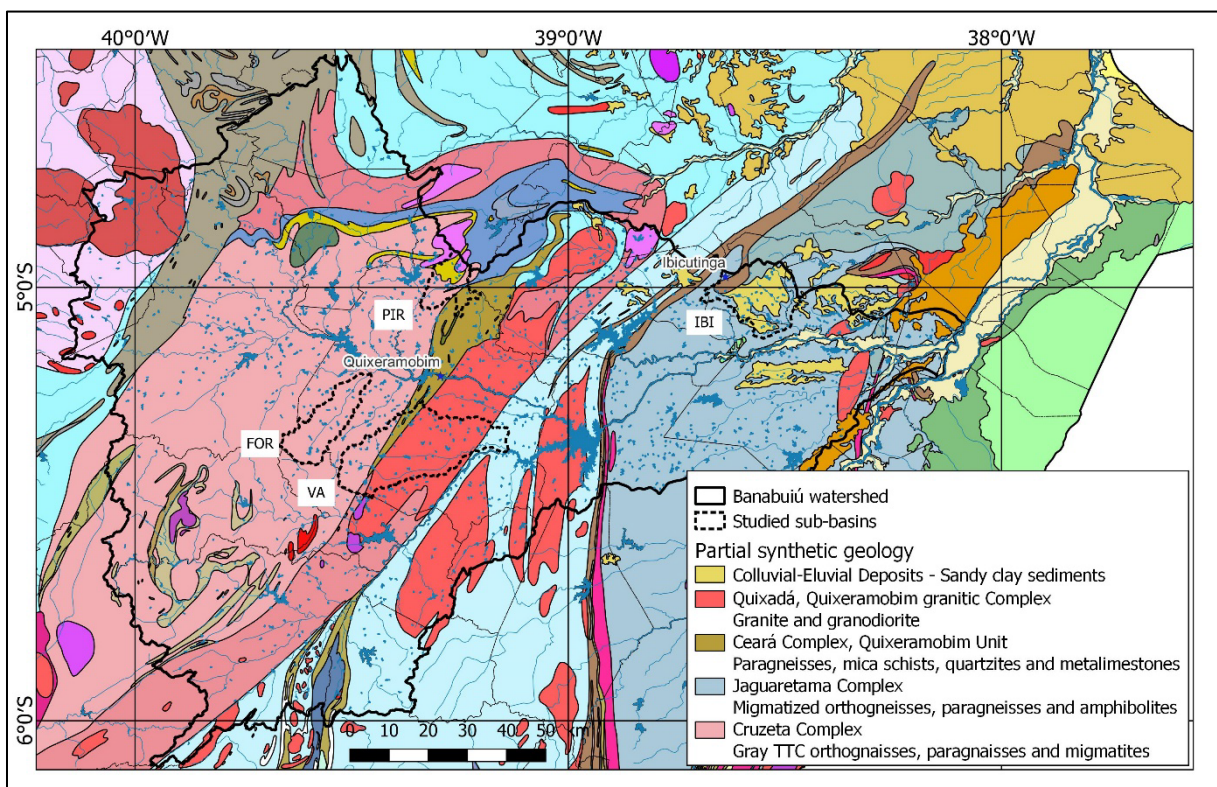 40°0'W 39°0'W 38°0'W
Ibicutinga
5°0'S
PIR
IBI
Quixeramobim
FOR
VA
6°0'S
0 10 20 30 40 50 km
Banabuiú watershed
Studied sub-basins
Partial synthetic geology
Colluvial-Eluvial Deposits - Sandy clay sediments
Quixadá, Quixeramobim granitic Complex
Granite and granodiorite
Ceará Complex, Quixeramobim Unit
Paragneisses, mica schists, quartzites and metalimestones
Jaguaretama Complex
Migmatized orthogneisses, paragneisses and amphibolites
Cruzeta Complex
Gray TTC orthognaisses, paragnaisses and migmatites